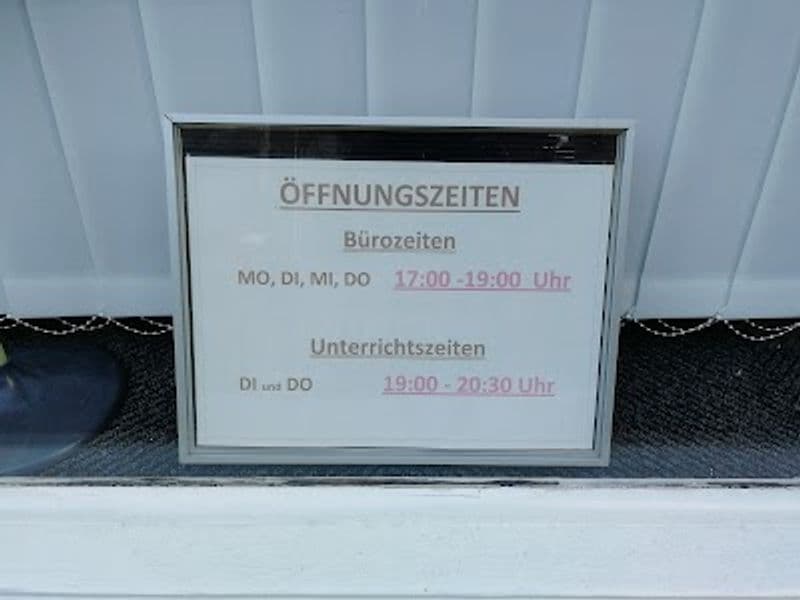 ÖFFNUNGSZEITEN
Bürozeiten
MO, DI, MI, DO 17:00 -19:00 Uhr
Unterrichtszeiten
DI und DO 19:00 - 20:30 Uhr